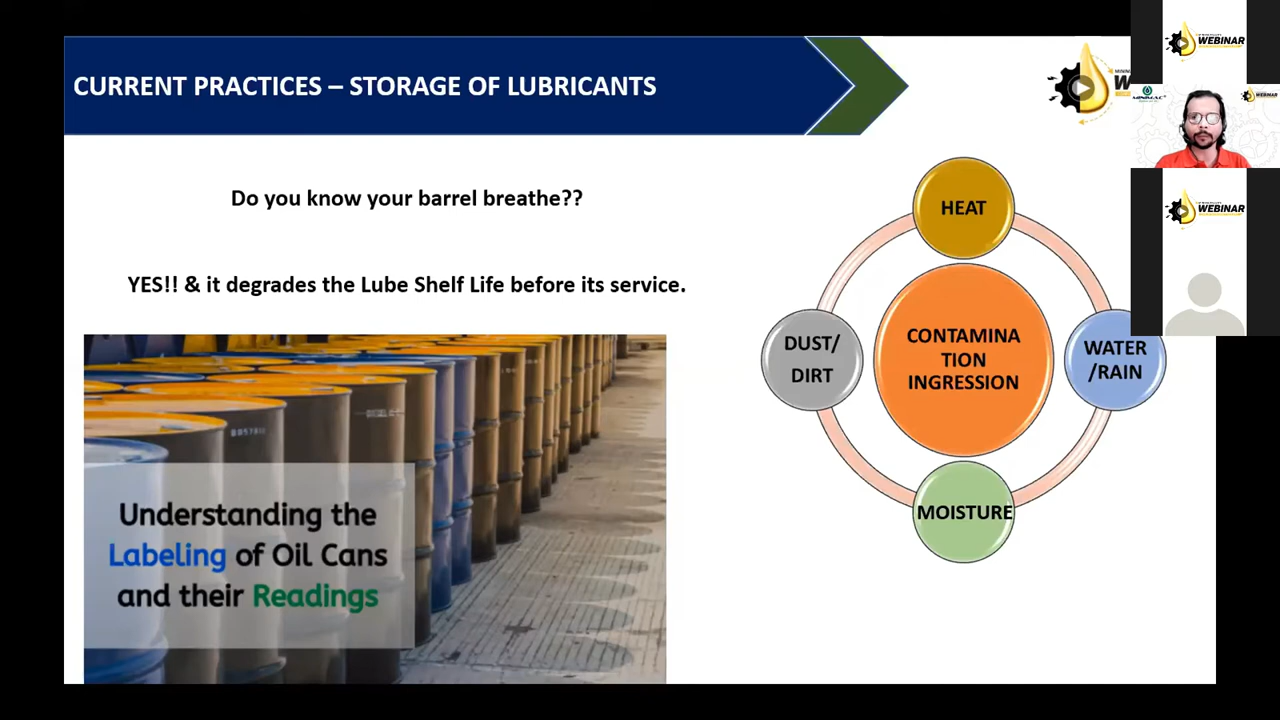 CURRENT PRACTICES – STORAGE OF LUBRICANTS
Do you know your barrel breathe??
YES!! & it degrades the Lube Shelf Life before its service.
HEAT
DUST/
DIRT
CONTAMINA
TION
INGRESSION
WATER
/RAIN
MOISTURE
Understanding the
Labeling of Oil Cans
and their Readings
WEBINAR
WEBINAR
WEBINAR